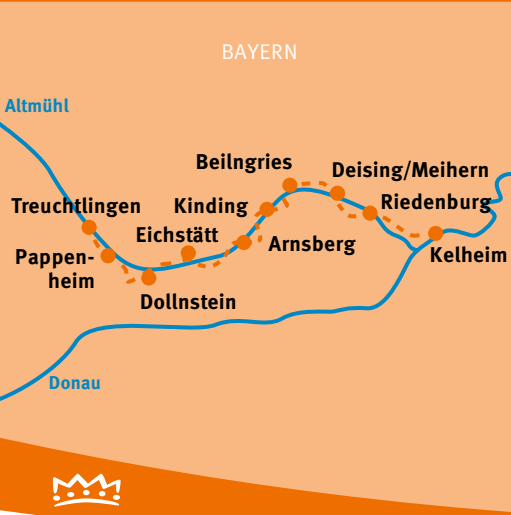 BAYERN
Altmühl
Beilngries
Deising/Meihern
Treuchtlingen
Kinding
Riedenburg
Eichstätt
Arnsberg
Pappen-
heim
Kelheim
Dollnstein
Donau